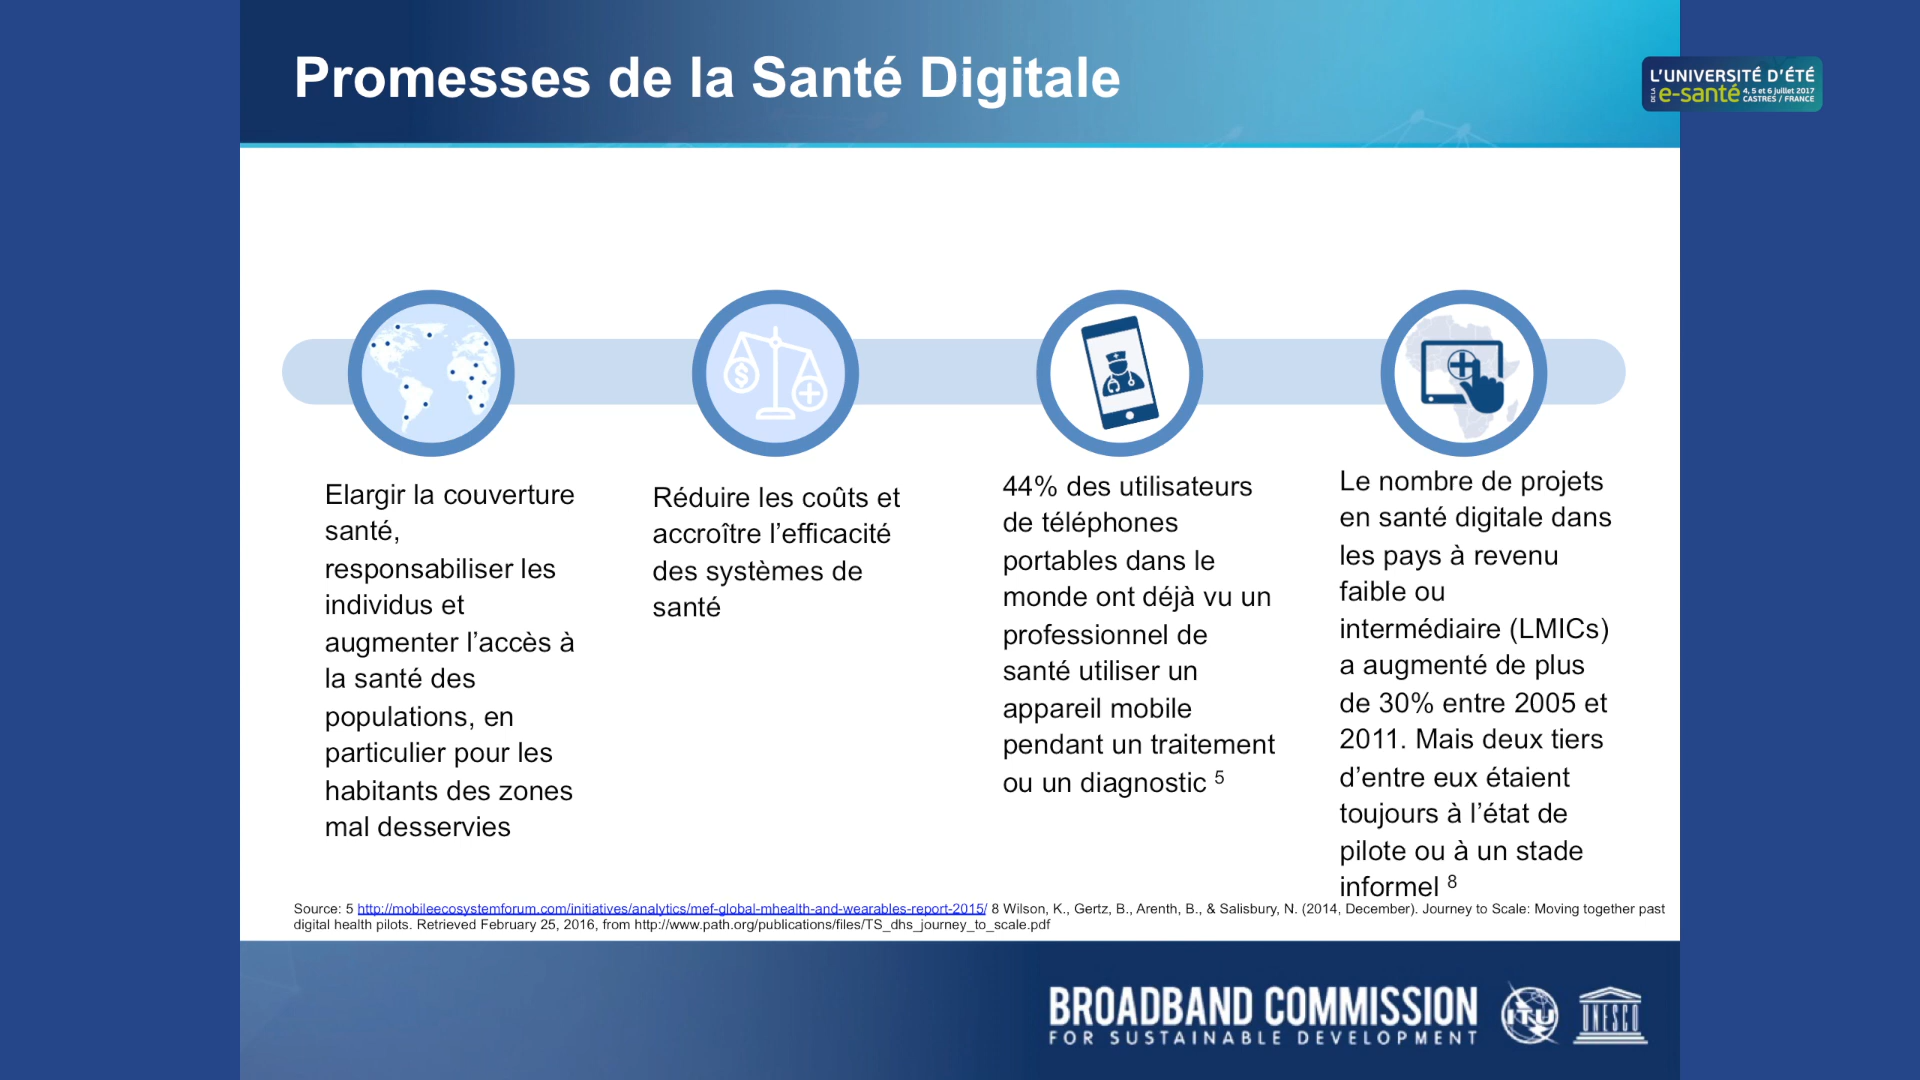 Promesses de la Santé Digitale
L'UNIVERSITÉ D'ÉTÉ
DE LA e-santé 4, 5 et 6 juillet 2017
CASTRES / FRANCE
$
Elargir la couverture
santé,
responsabiliser les
individus et
augmenter l’accès à
la santé des
populations, en
particulier pour les
habitants des zones
mal desservies
Réduire les coûts et
accroître l’efficacité
des systèmes de
santé
44% des utilisateurs
de téléphones
portables dans le
monde ont déjà vu un
professionnel de
santé utiliser un
appareil mobile
pendant un traitement
ou un diagnostic 5
Le nombre de projets
en santé digitale dans
les pays à revenu
faible ou
intermédiaire (LMICs)
a augmenté de plus
de 30% entre 2005 et
2011. Mais deux tiers
d’entre eux étaient
toujours à l’état de
pilote ou à un stade
informel 8
Source: 5 http://mobileecosystemforum.com/initiatives/analytics/mef-global-mhealth-and-wearables-report-2015/ 8 Wilson, K., Gertz, B., Arenth, B., & Salisbury, N. (2014, December). Journey to Scale: Moving together past
digital health pilots. Retrieved February 25, 2016, from http://www.path.org/publications/files/TS_dhs_journey_to_scale.pdf
BROADBAND COMMISSION
FOR SUSTAINABLE DEVELOPMENT
ITU
UNESCO